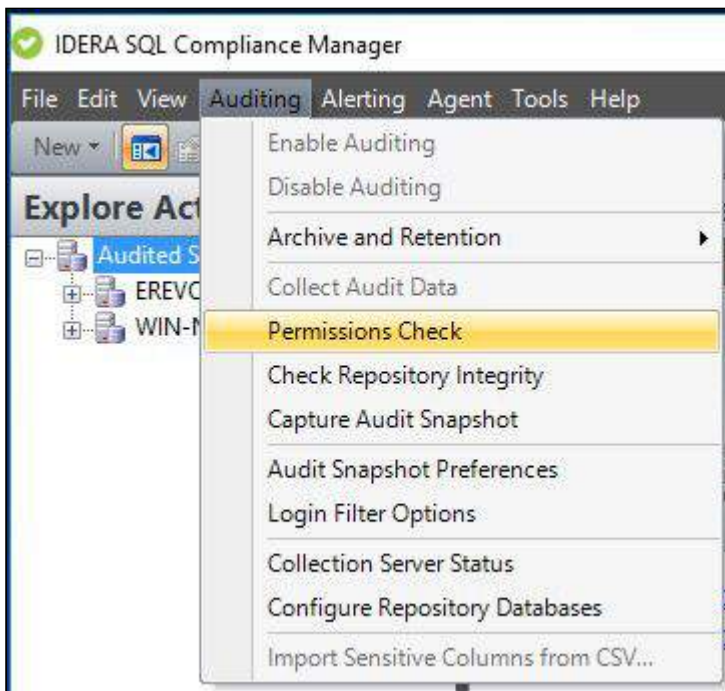 IDERA SQL Compliance Manager
File Edit View Auditing Alerting Agent Tools Help
New
Enable Auditing
Disable Auditing
Explore Act
Archive and Retention
Audited S
Collect Audit Data
EREVO
Permissions Check
WIN-N
Check Repository Integrity
Capture Audit Snapshot
Audit Snapshot Preferences
Login Filter Options
Collection Server Status
Configure Repository Databases
Import Sensitive Columns from CSV...